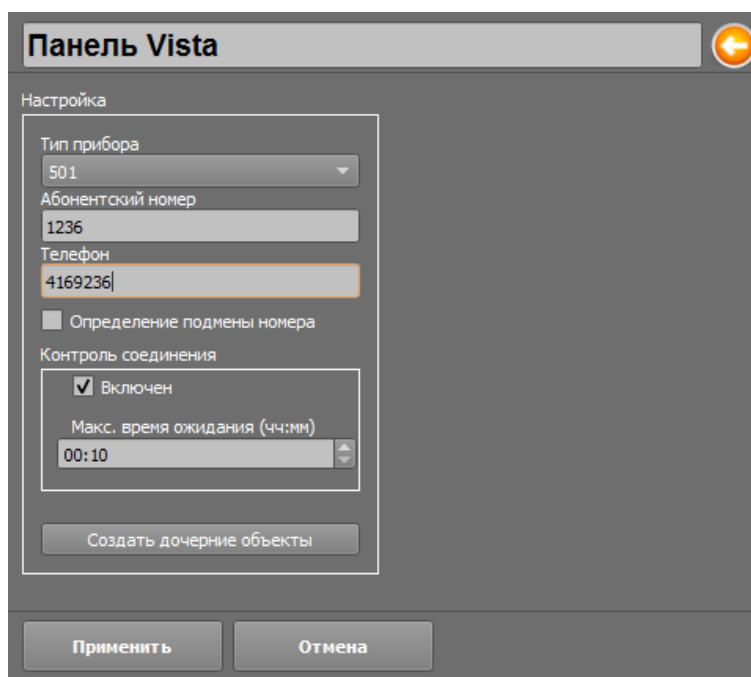 Панель Vista
Настройка
Тип прибора
501
Абонентский номер
1236
Телефон
4169236
Определение подмены номера
Контроль соединения
Включен
Макс. время ожидания (чч:мм)
00:10
Создать дочерние объекты
Применить Отмена